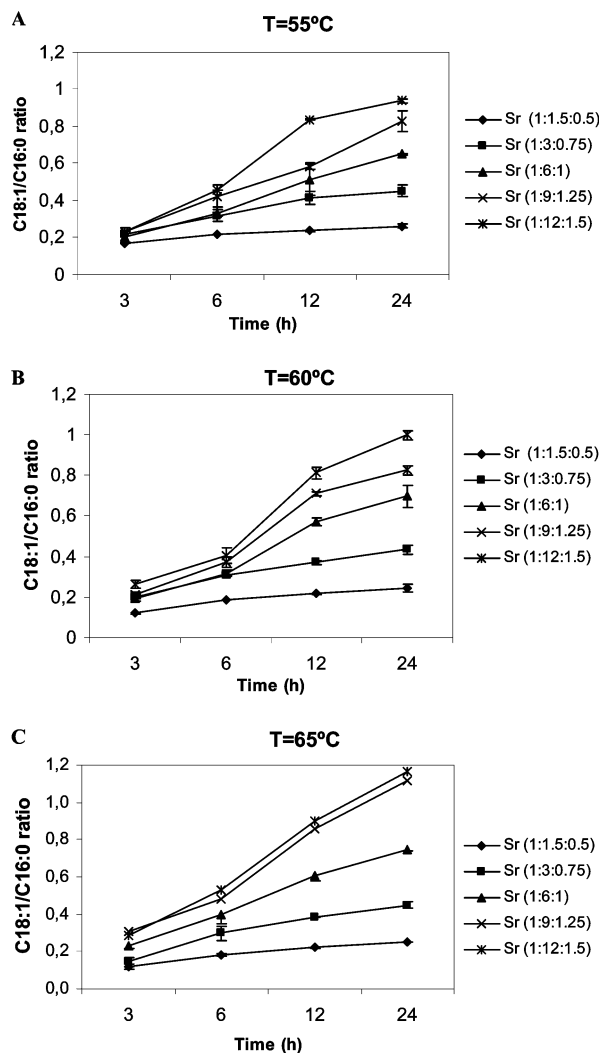 A
T=55ºC
C18:1/C16:0 ratio
1,2
1
0,8
0,6
0,4
0,2
0
3 6 12 24
Time (h)
Sr (1:1.5:0.5)
Sr (1:3:0.75)
Sr (1:6:1)
Sr (1:9:1.25)
Sr (1:12:1.5)
B
T=60ºC
C18:1/C16:0 ratio
1,2
1
0,8
0,6
0,4
0,2
0
3 6 12 24
Time (h)
Sr (1:1.5:0.5)
Sr (1:3:0.75)
Sr (1:6:1)
Sr (1:9:1.25)
Sr (1:12:1.5)
C
T=65ºC
C18:1/C16:0 ratio
1,2
1,0
0,8
0,6
0,4
0,2
0,0
3 6 12 24
Time (h)
Sr (1:1.5:0.5)
Sr (1:3:0.75)
Sr (1:6:1)
Sr (1:9:1.25)
Sr (1:12:1.5)